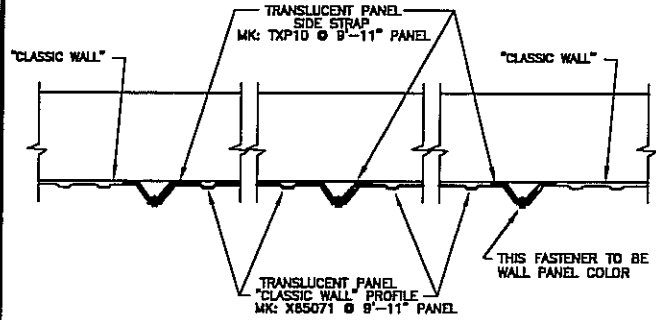 TRANSLUCENT PANEL
SIDE STRAP
MK: TXP10 @ 9'-11" PANEL
"CLASSIC WALL"
"CLASSIC WALL"
THIS FASTENER TO BE
WALL PANEL COLOR
TRANSLUCENT PANEL
"CLASSIC WALL" PROFILE
MK: X85071 @ 9'-11" PANEL